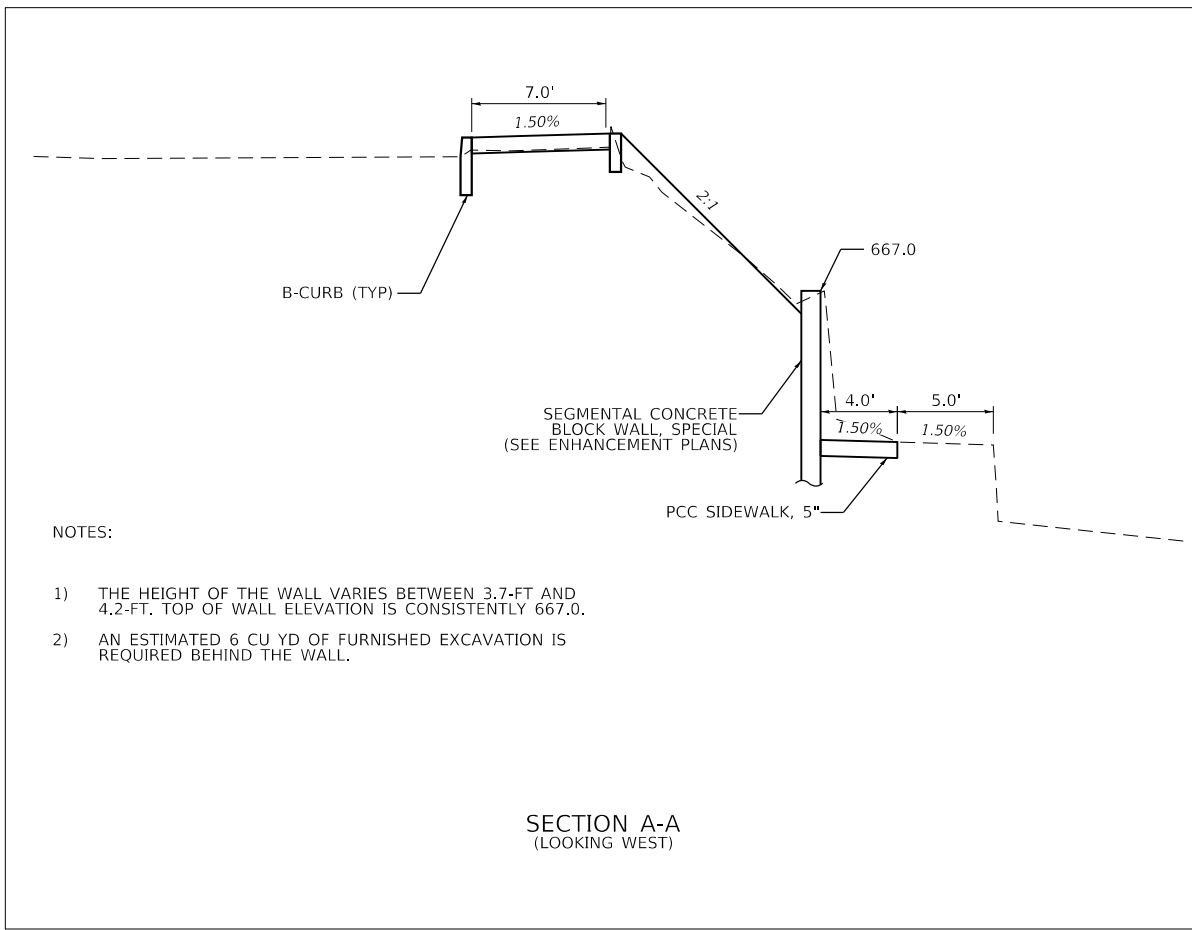 7.0'
1.50%
2:1
667.0
B-CURB (TYP)
SEGMENTAL CONCRETE
BLOCK WALL, SPECIAL
(SEE ENHANCEMENT PLANS)
4.0'
5.0'
1.50%
1.50%
PCC SIDEWALK, 5"
NOTES:
1) THE HEIGHT OF THE WALL VARIES BETWEEN 3.7-FT AND
4.2-FT. TOP OF WALL ELEVATION IS CONSISTENTLY 667.0.
2) AN ESTIMATED 6 CU YD OF FURNISHED EXCAVATION IS
REQUIRED BEHIND THE WALL.
SECTION A-A
(LOOKING WEST)